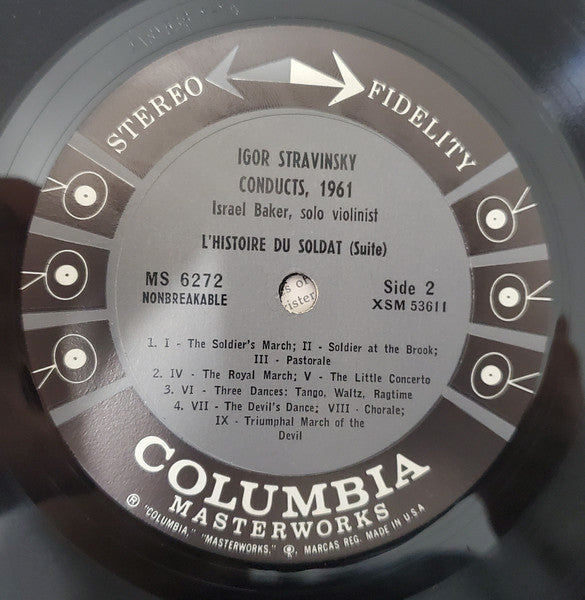 STEREO FIDELITY
IGOR STRAVINSKY
CONDUCTS, 1961
Israel Baker, solo violinist
L'HISTOIRE DU SOLDAT (Suite)
MS 6272
NONBREAKABLE
Side 2
XSM 53611
s of
rister
1. I - The Soldier's March; II - Soldier at the Brook;
III - Pastorale
2. IV - The Royal March; V - The Little Concerto
3. VI - Three Dances: Tango, Waltz, Ragtime
4. VII - The Devil's Dance; VIII - Chorale;
IX - Triumphal March of the
Devil
COLUMBIA
MASTERWORKS
® "COLUMBIA," "MASTERWORKS," MARCAS REG. MADE IN U S A